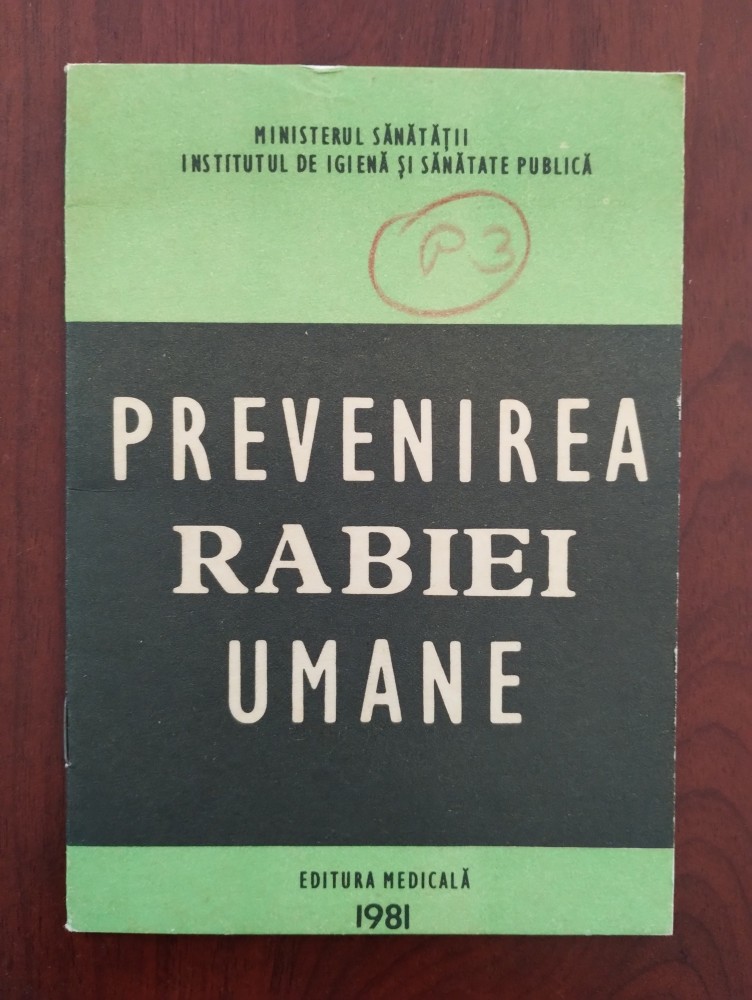 MINISTERUL SĂNĂTĂȚII
INSTITUTUL DE IGIENĂ ȘI SĂNĂTATE PUBLICĂ
P3
PREVENIREA
RABIEI
UMANE
EDITURA MEDICALĂ
1981